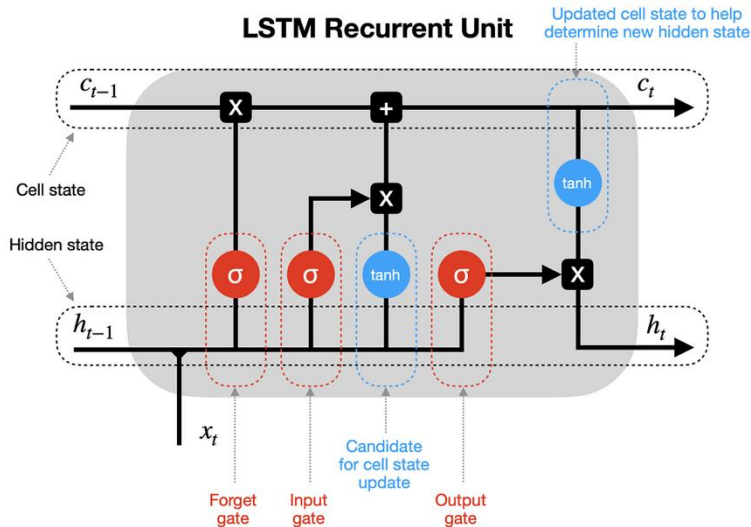 LSTM Recurrent Unit
Updated cell state to help
determine new hidden state
c_{t-1}
c_t
X
+
Cell state
X
tanh
Hidden state
σ
σ
tanh
σ
X
h_{t-1}
h_t
x_t
Candidate
for cell state
update
Forget
gate
Input
gate
Output
gate